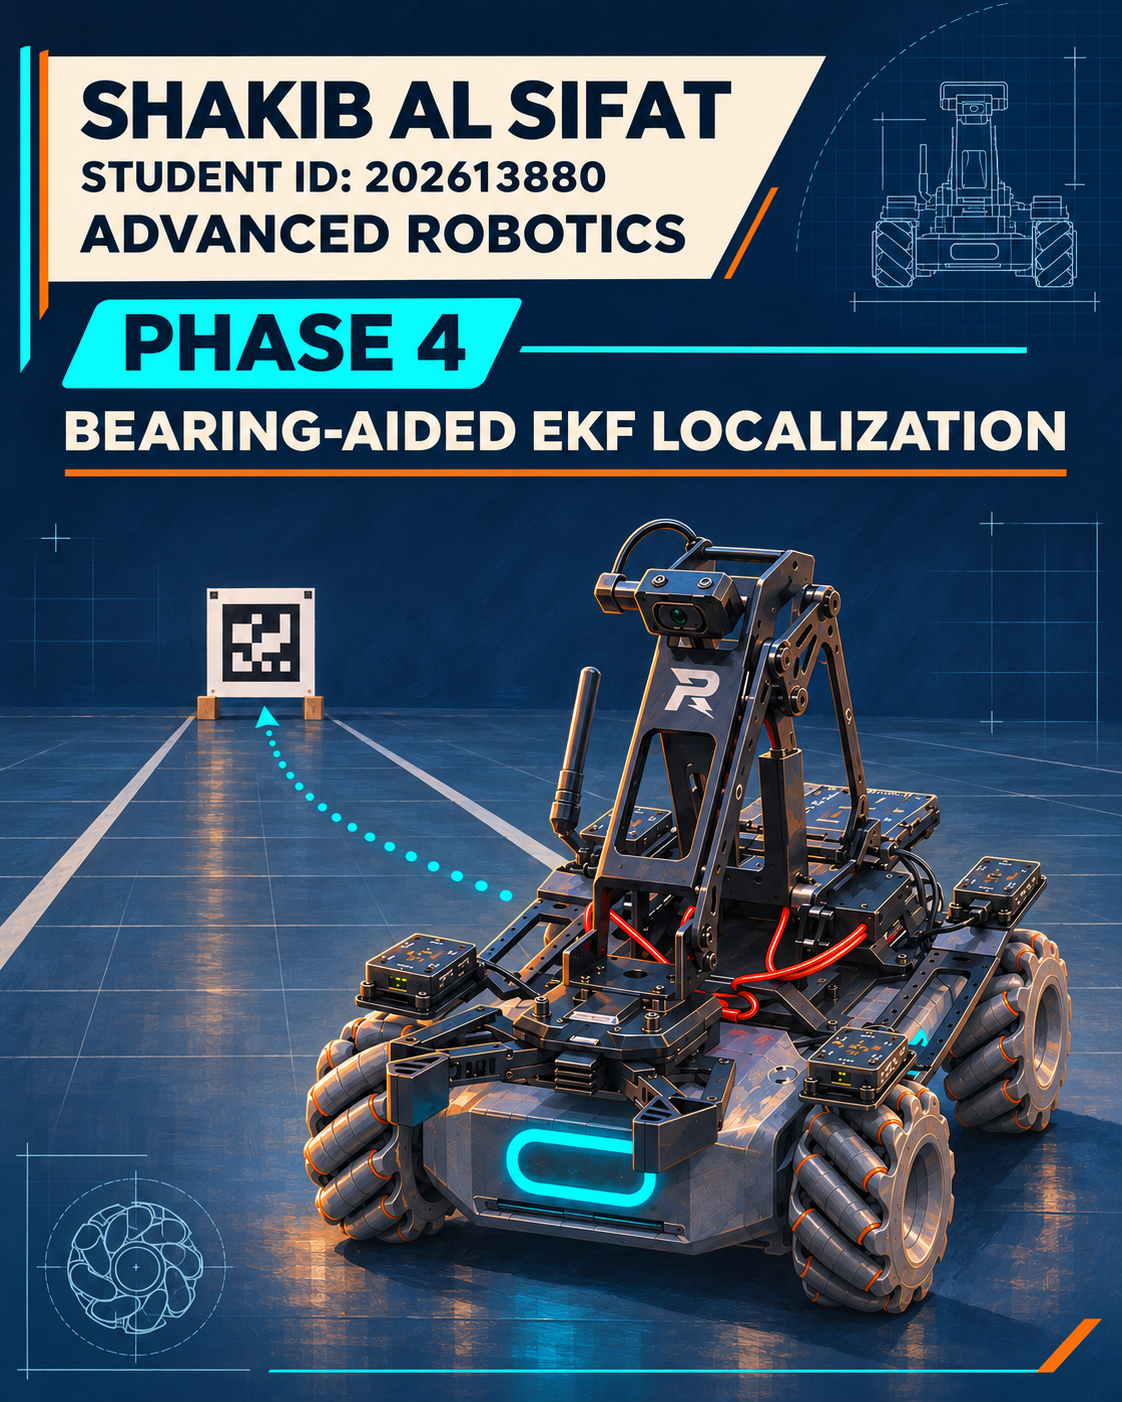 SHAKIB AL SIFAT
STUDENT ID: 202613880
ADVANCED ROBOTICS
PHASE 4
BEARING-AIDED EKF LOCALIZATION